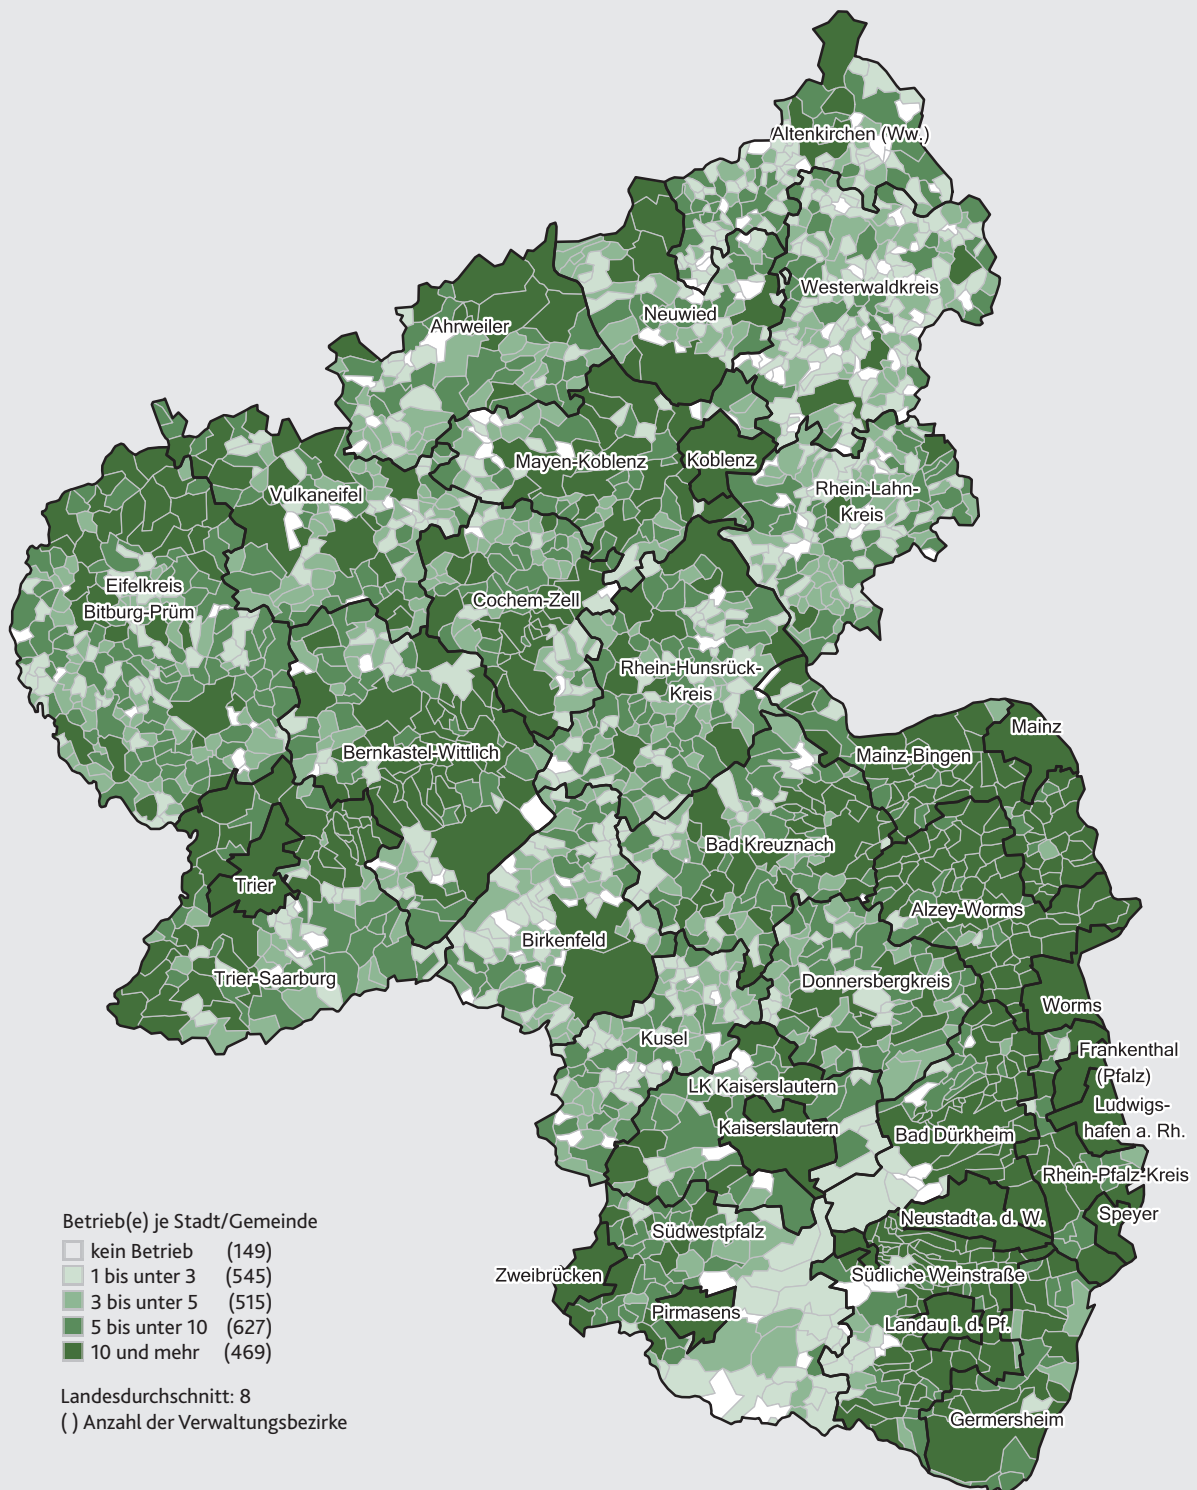 Altenkirchen (Ww.)
Westerwaldkreis
Neuwied
Ahrweiler
Mayen-Koblenz
Koblenz
Rhein-Lahn-
Kreis
Vulkaneifel
Eifelkreis
Bitburg-Prüm
Cochem-Zell
Rhein-Hunsrück-
Kreis
Mainz
Mainz-Bingen
Bernkastel-Wittlich
Bad Kreuznach
Trier
Alzey-Worms
Birkenfeld
Trier-Saarburg
Donnersbergkreis
Worms
Kusel
Frankenthal
(Pfalz)
LK Kaiserslautern
Ludwigs-
hafen a. Rh.
Kaiserslautern
Bad Dürkheim
Rhein-Pfalz-Kreis
Speyer
Neustadt a. d. W.
Südwestpfalz
Zweibrücken
Südliche Weinstraße
Pirmasens
Landau i. d. Pf.
Germersheim
Betrieb(e) je Stadt/Gemeinde
kein Betrieb (149)
1 bis unter 3 (545)
3 bis unter 5 (515)
5 bis unter 10 (627)
10 und mehr (469)
Landesdurchschnitt: 8
( ) Anzahl der Verwaltungsbezirke